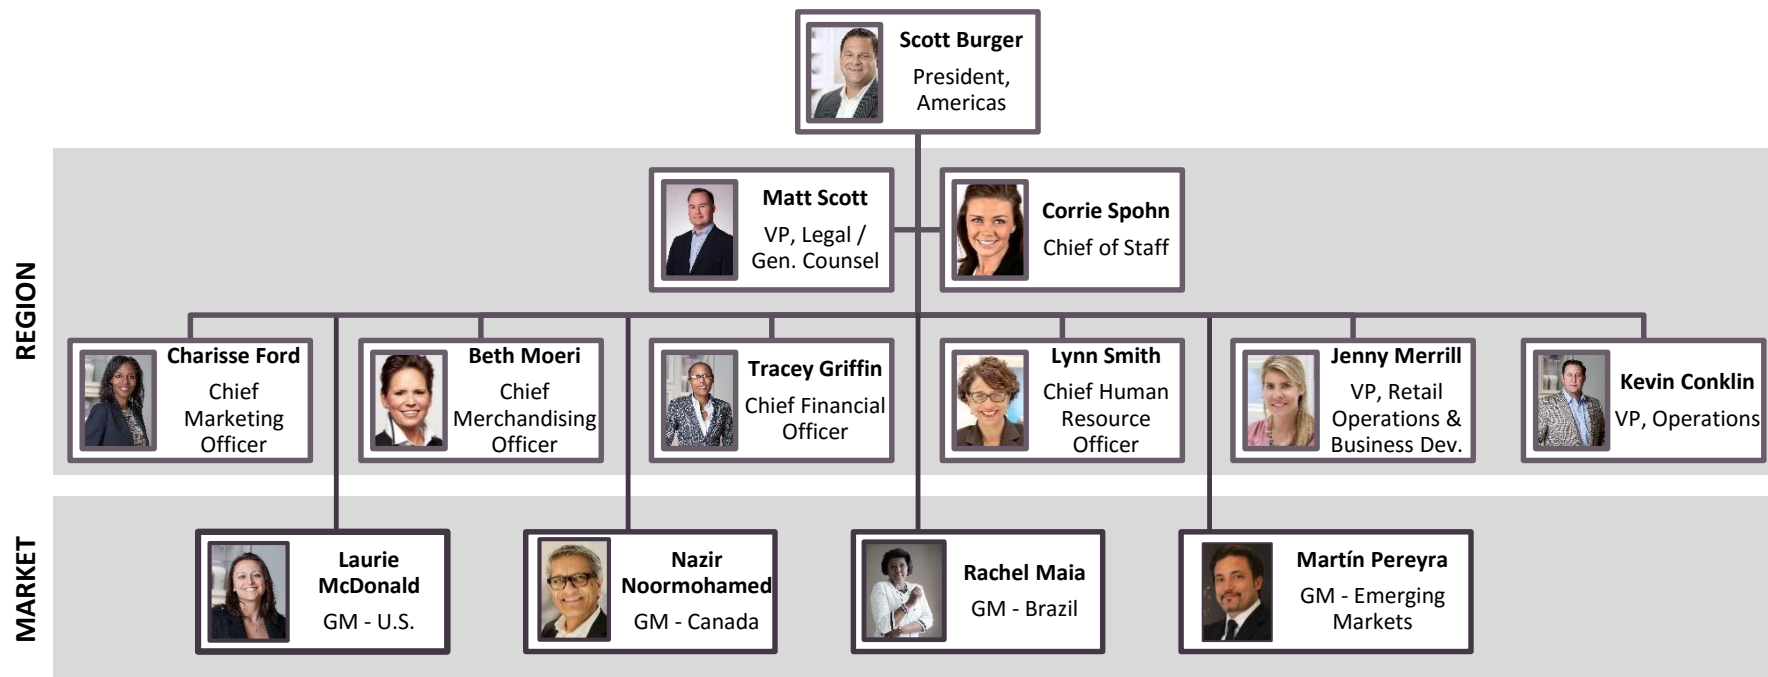 Scott Burger
President,
Americas
REGION
Matt Scott
VP, Legal /
Gen. Counsel
Corrie Spohn
Chief of Staff
Charisse Ford
Chief
Marketing
Officer
Beth Moeri
Chief
Merchandising
Officer
Tracey Griffin
Chief Financial
Officer
Lynn Smith
Chief Human
Resource
Officer
Jenny Merrill
VP, Retail
Operations &
Business Dev.
Kevin Conklin
VP, Operations
MARKET
Laurie
McDonald
GM - U.S.
Nazir
Noormohamed
GM - Canada
Rachel Maia
GM - Brazil
Martín Pereyra
GM - Emerging
Markets